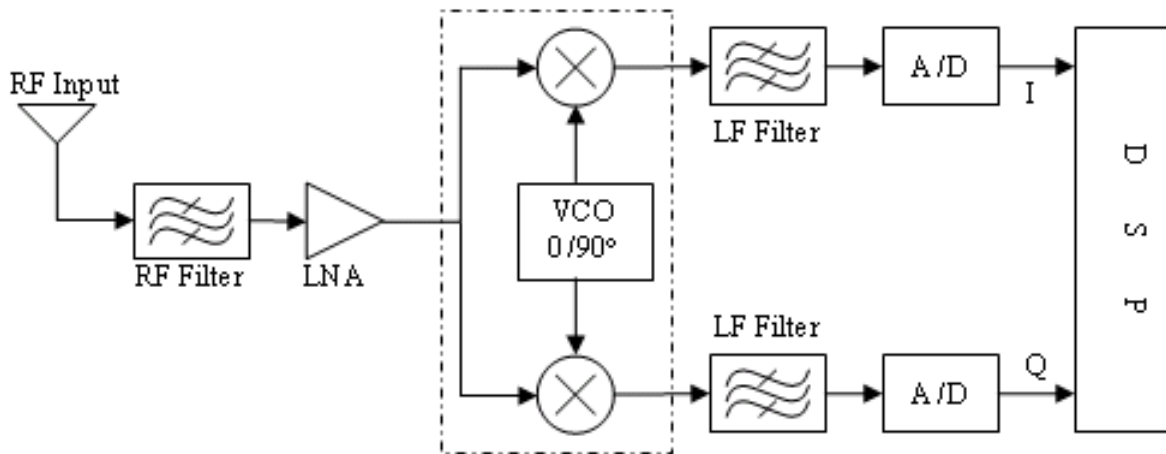 RF Input
RF Filter
LNA
VCO
0/90°
LF Filter
A/D
I
LF Filter
A/D
Q
D S P